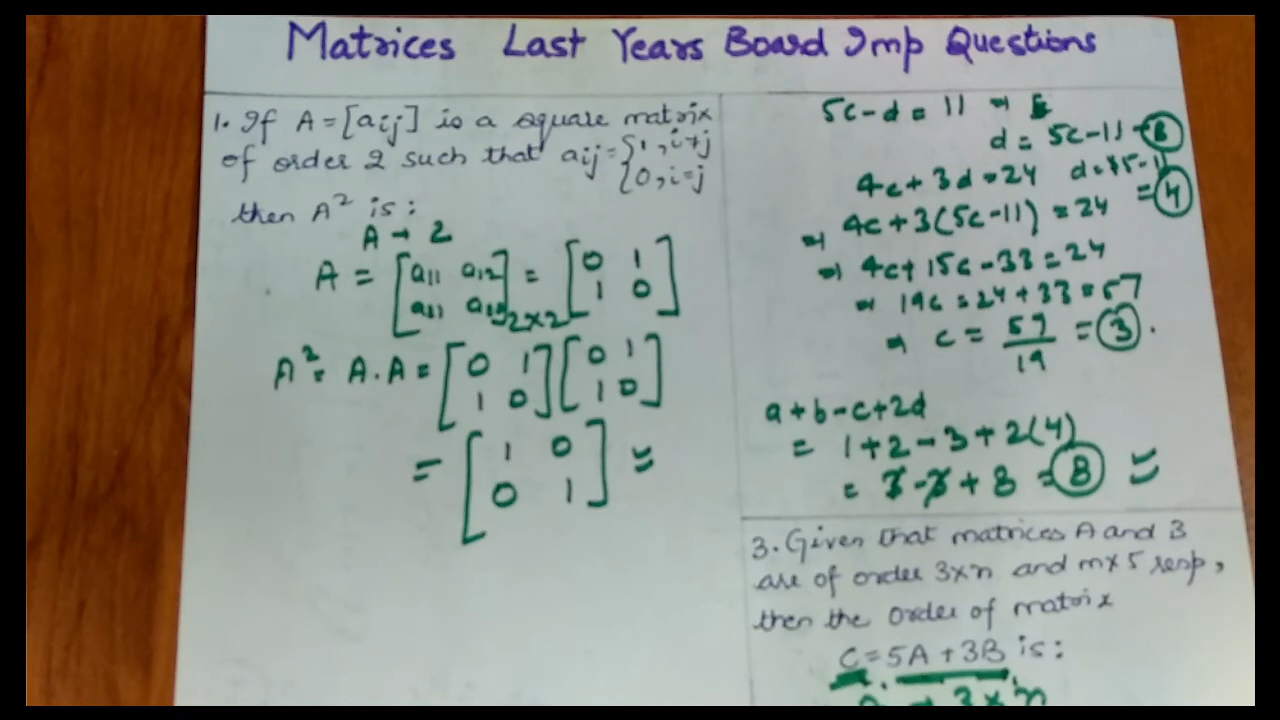 Matrices Last Years Board Imp Questions
1. If A = [aij] is a square matrix
of order 2 such that aij = {1, i≠j
{0, i=j
then A² is:
A → 2
A = [a11 a12] = [0 1]
[a21 a22]2×2 [1 0]
A² = A.A = [0 1][0 1]
[1 0][1 0]
= [1 0] =
[0 1]
5c-d = 11 ⇒
d = 5c-11
4c+3d=24 d=15-11
⇒ 4c+3(5c-11) = 24 = 4
⇒ 4c+15c-33=24
⇒ 19c=24+33=57
⇒ c = 57/19 = 3.
a+b-c+2d
= 1+2-3+2(4)
= 3-3+8 = 8 =
3. Given that matrices A and B
are of order 3×n and m×5 resp,
then the order of matrix
C=5A+3B is:
3×n